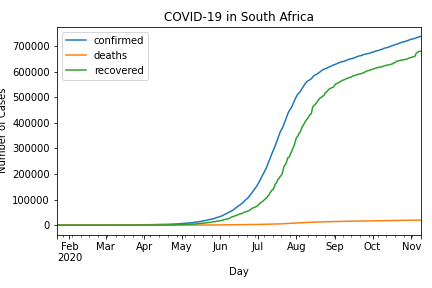 COVID-19 in South Africa
confirmed
deaths
recovered
700000
600000
500000
400000
300000
200000
100000
0
Number of Cases
Feb Mar Apr May Jun Jul Aug Sep Oct Nov
2020
Day